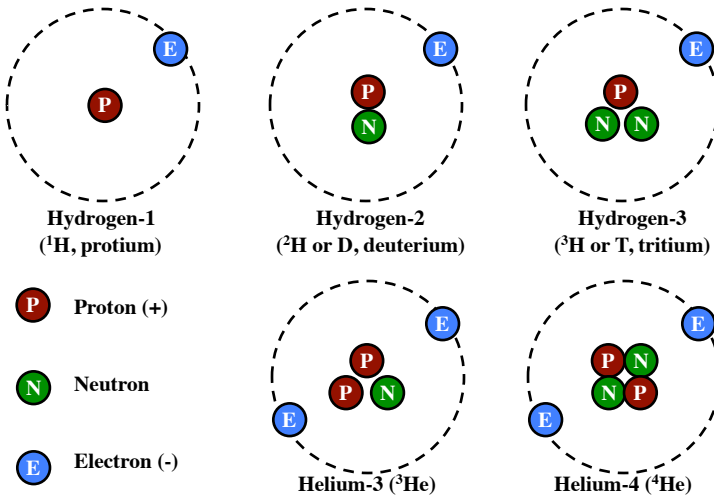 E
E
E
P
P
P
N
N
N
Hydrogen-1
(¹H, protium)
Hydrogen-2
(²H or D, deuterium)
Hydrogen-3
(³H or T, tritium)
P Proton (+)
N Neutron
E Electron (-)
E
P
P
N
E
Helium-3 (³He)
E
P
N
N
P
E
Helium-4 (⁴He)